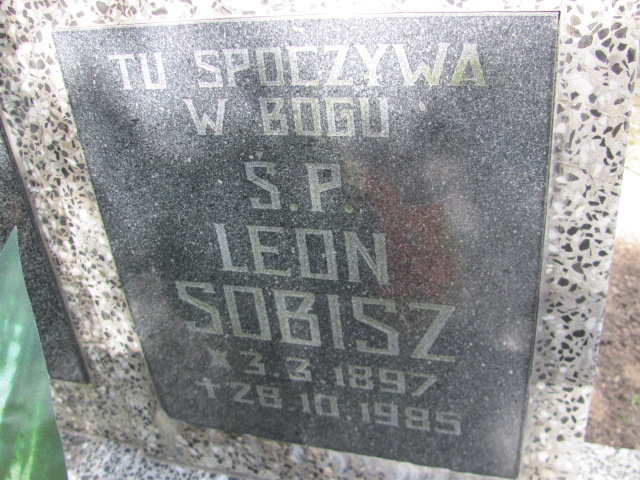 TU SPOCZYWA
W BOGU
Ś.P.
LEON
SOBISZ
* 3.3.1897
† 28.10.1985